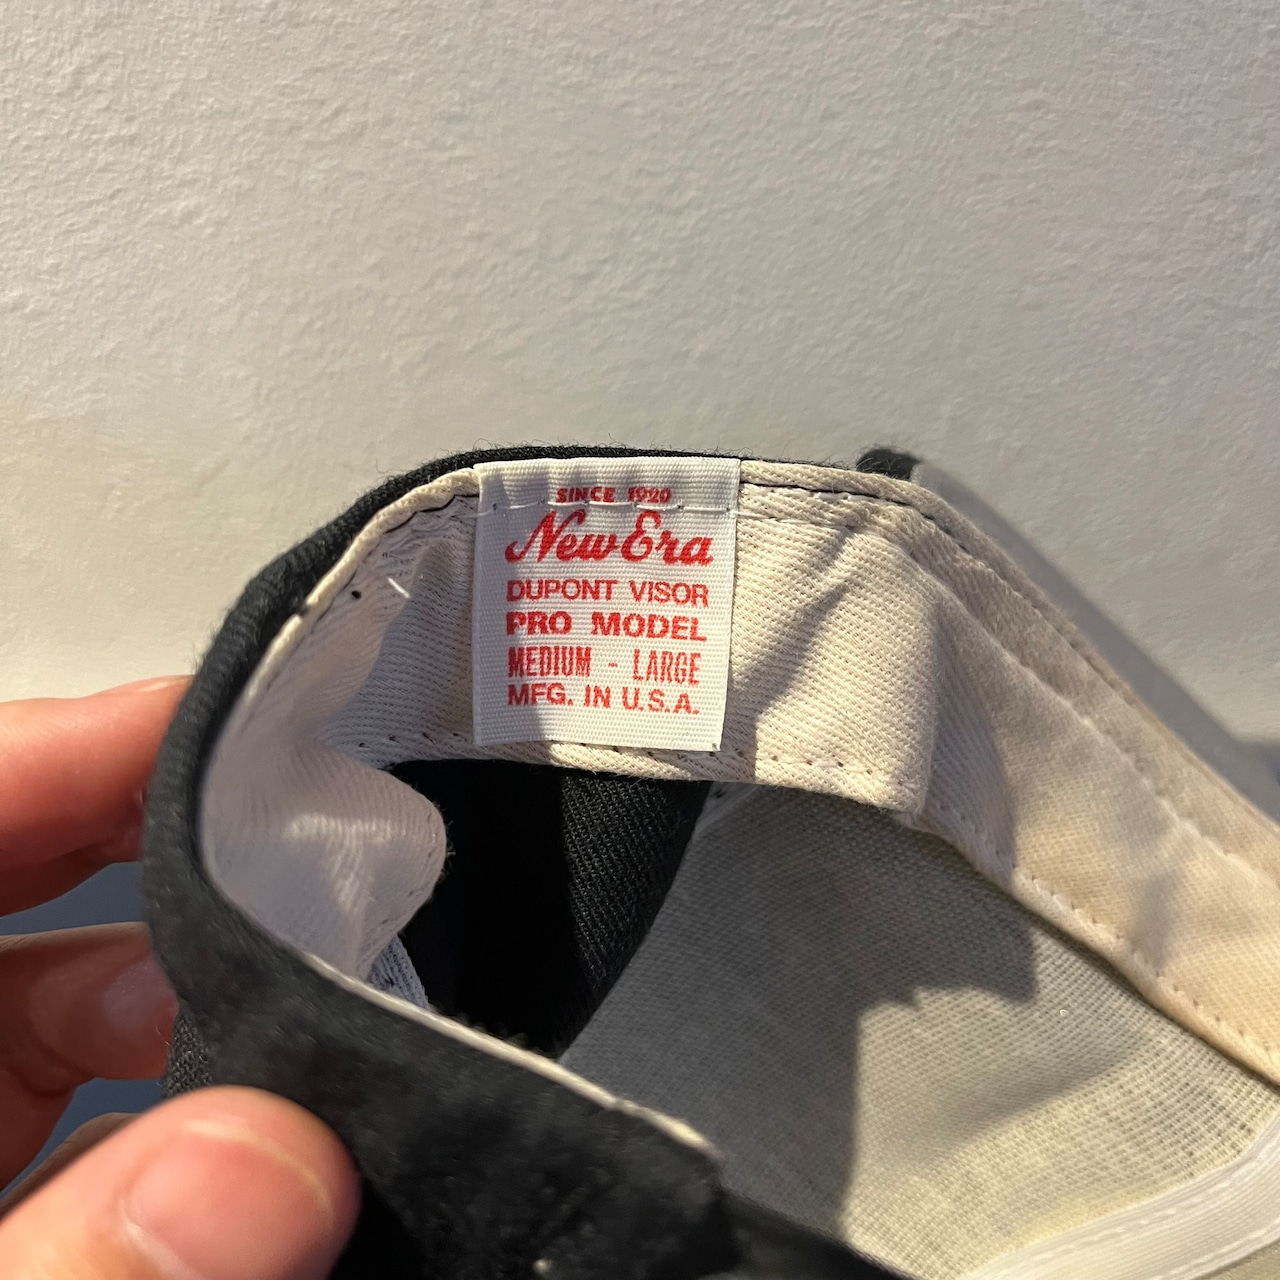 SINCE 1920
New Era
DUPONT VISOR
PRO MODEL
MEDIUM - LARGE
MFG. IN U.S.A.